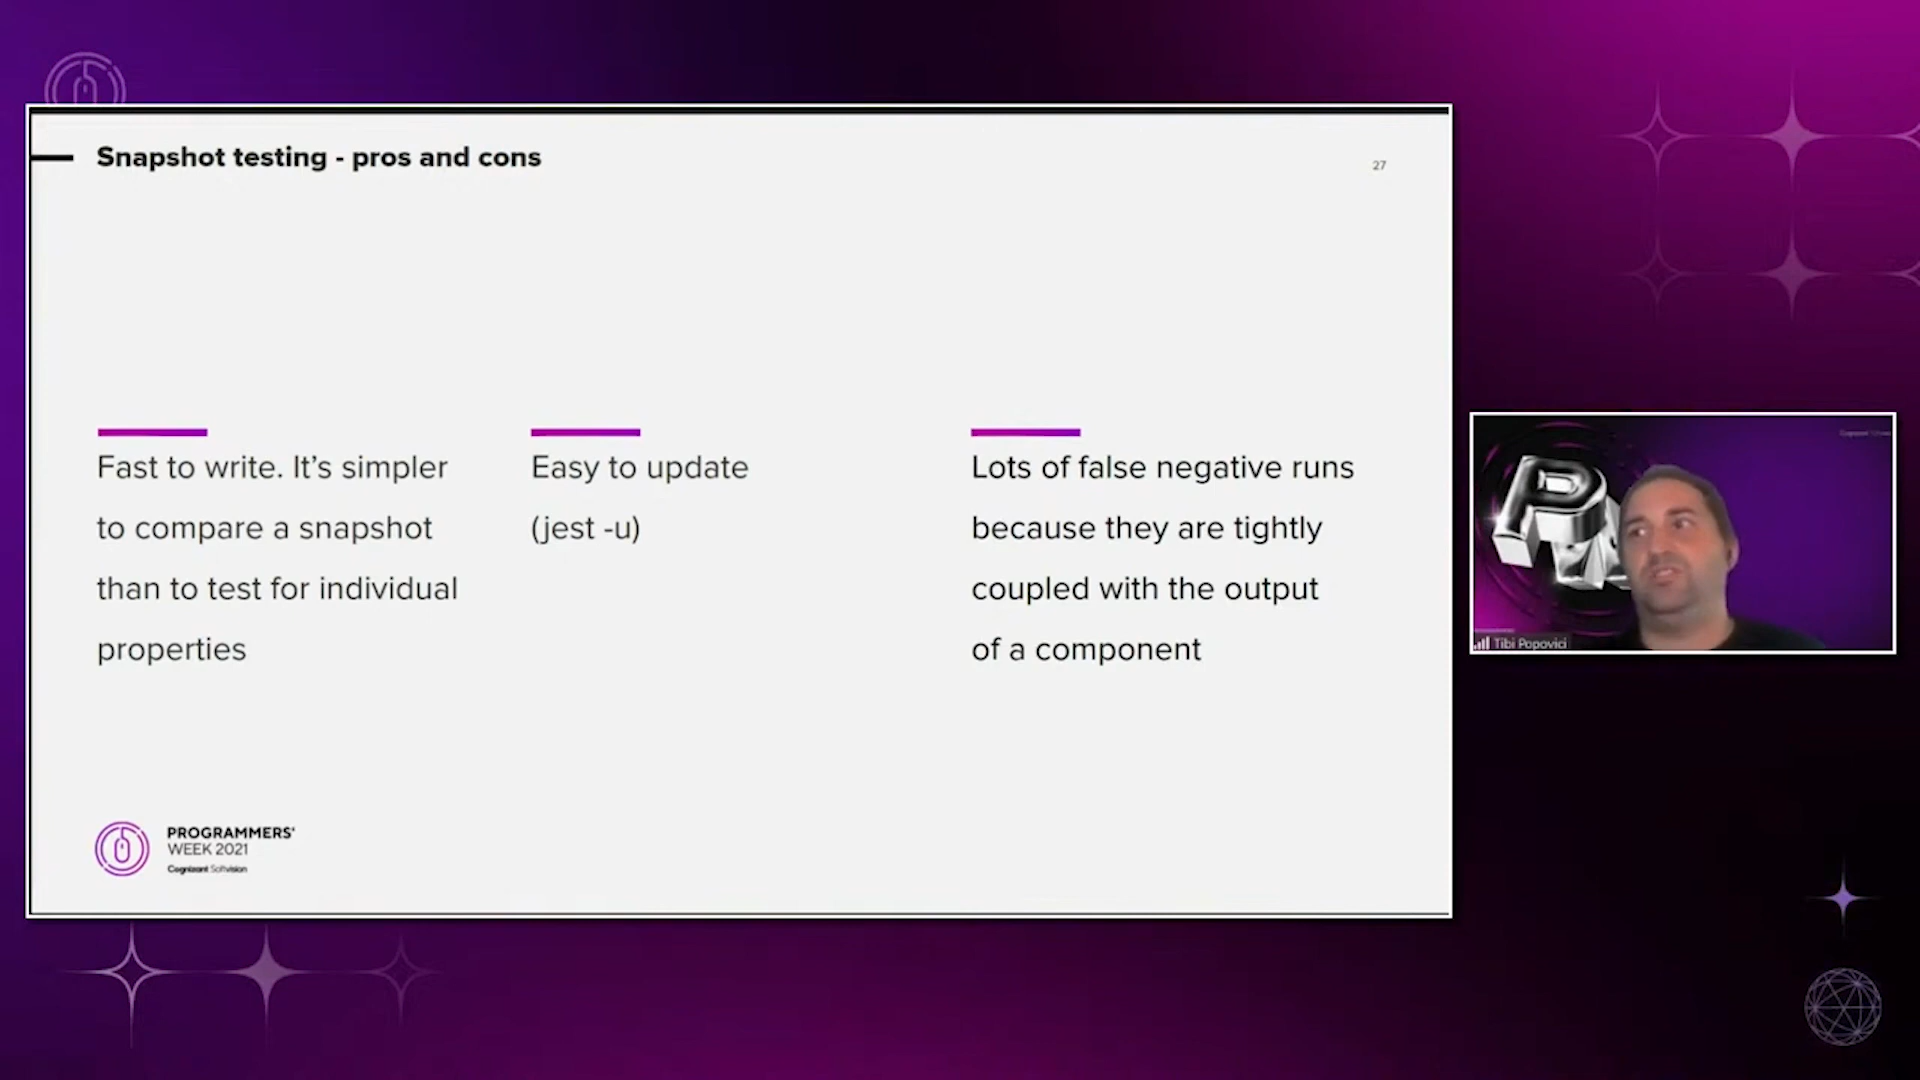 Snapshot testing - pros and cons
27
Fast to write. It's simpler
to compare a snapshot
than to test for individual
properties
Easy to update
(jest -u)
Lots of false negative runs
because they are tightly
coupled with the output
of a component
PROGRAMMERS'
WEEK 2021
Cognizant Softvision
Tibi Popovici